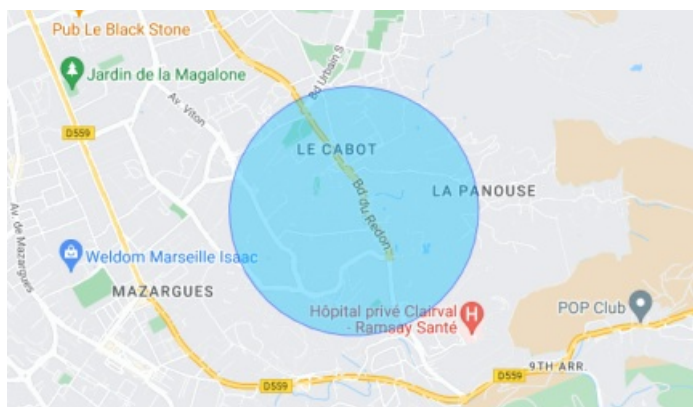 Pub Le Black Stone
Jardin de la Magalone
Bd Urbain S
D559
Av. Viton
LE CABOT
LA PANOUSE
Bd du Redon
Av. de Mazargues
Weldom Marseille Isaac
MAZARGUES
Hôpital privé Clairval
- Ramsay Santé
H
POP Club
9TH ARR.
D559
D559